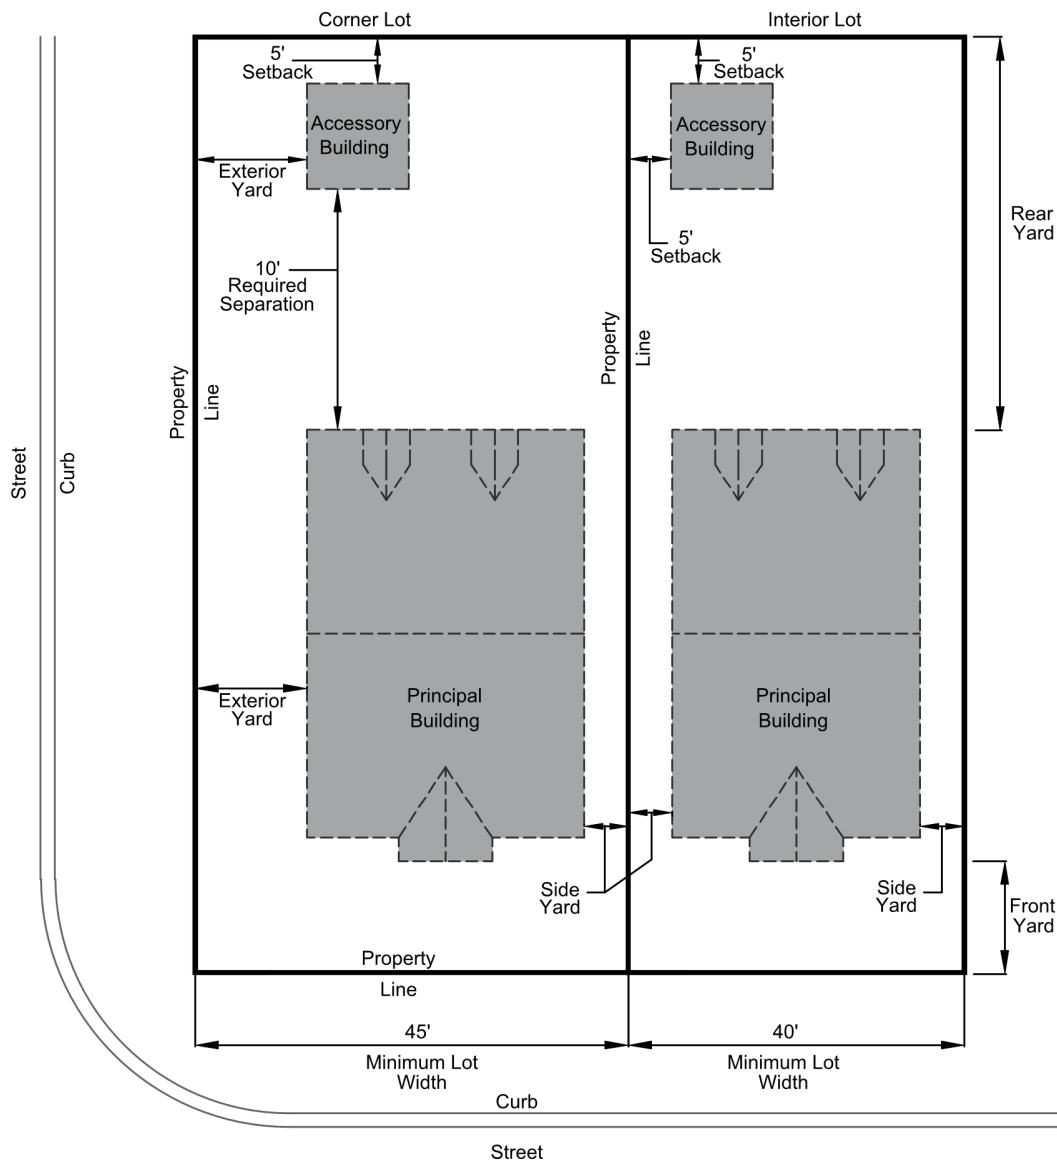 Corner Lot
Interior Lot
5'
Setback
5'
Setback
Accessory
Building
Accessory
Building
Exterior
Yard
Rear
Yard
5'
Setback
10'
Required
Separation
Property
Line
Property
Line
Street
Curb
Exterior
Yard
Principal
Building
Principal
Building
Side
Yard
Side
Yard
Front
Yard
Property
Line
45'
40'
Minimum Lot
Width
Minimum Lot
Width
Curb
Street